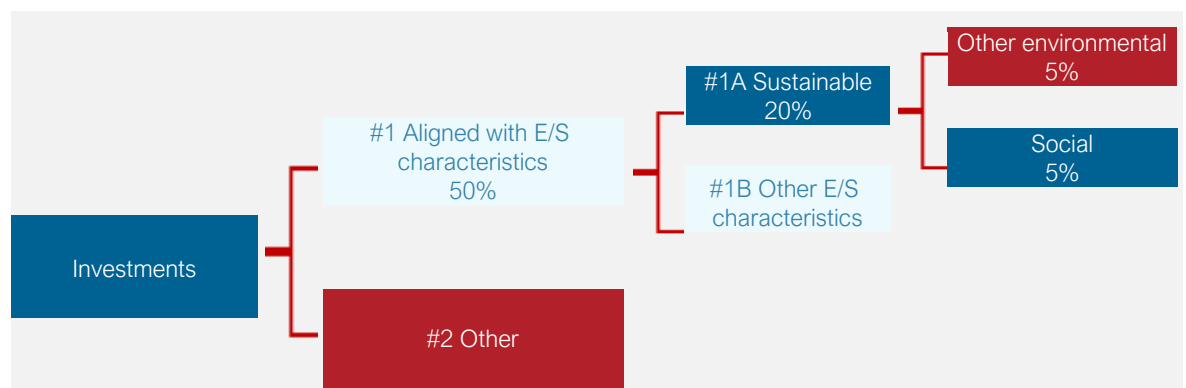 Investments
#1 Aligned with E/S
characteristics
50%
#2 Other
#1A Sustainable
20%
#1B Other E/S
characteristics
Other environmental
5%
Social
5%